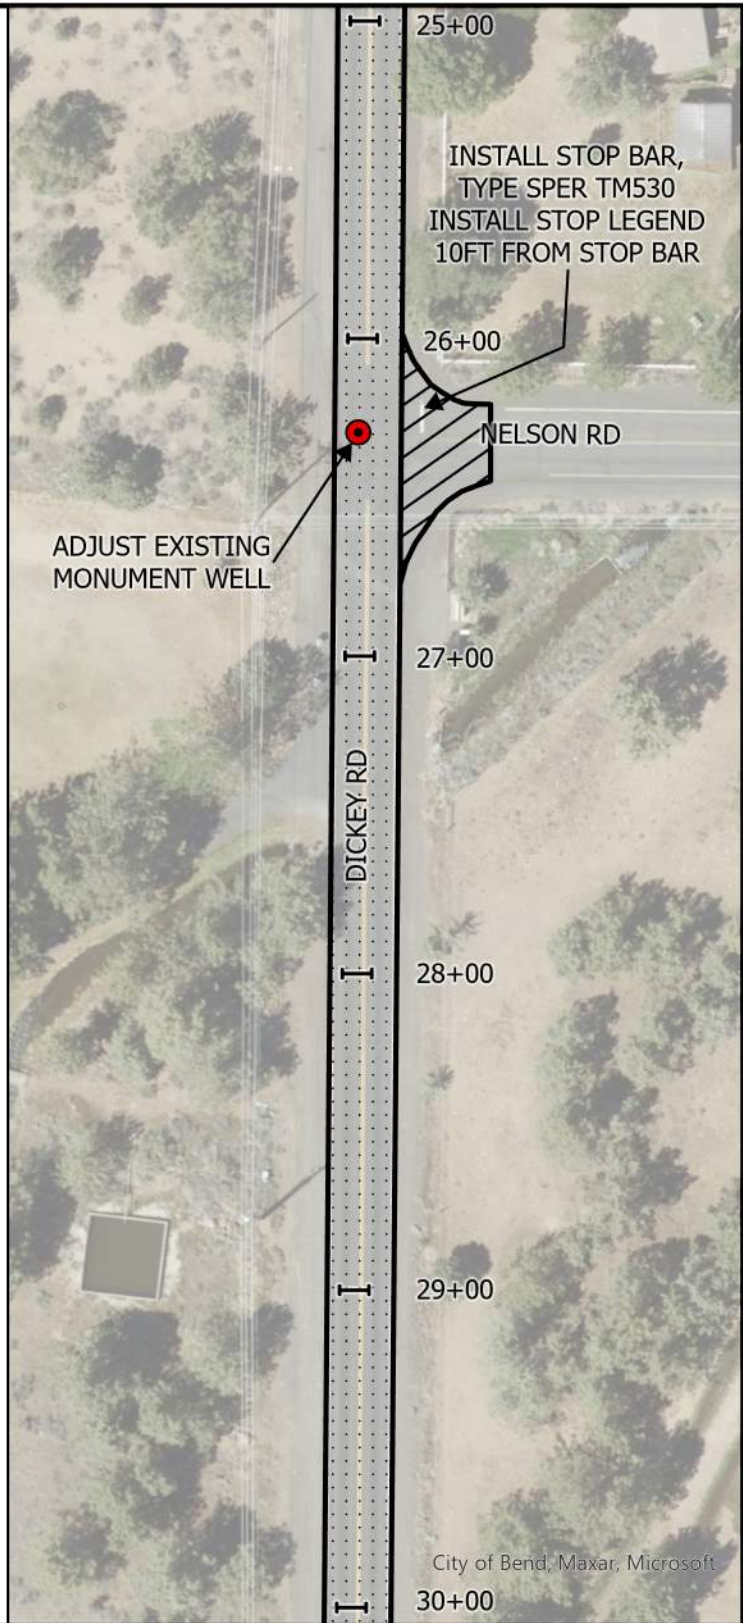 25+00
INSTALL STOP BAR,
TYPE SPER TM530
INSTALL STOP LEGEND
10FT FROM STOP BAR
26+00
NELSON RD
ADJUST EXISTING
MONUMENT WELL
27+00
DICKEY RD
28+00
29+00
City of Bend, Maxar, Microsoft
30+00